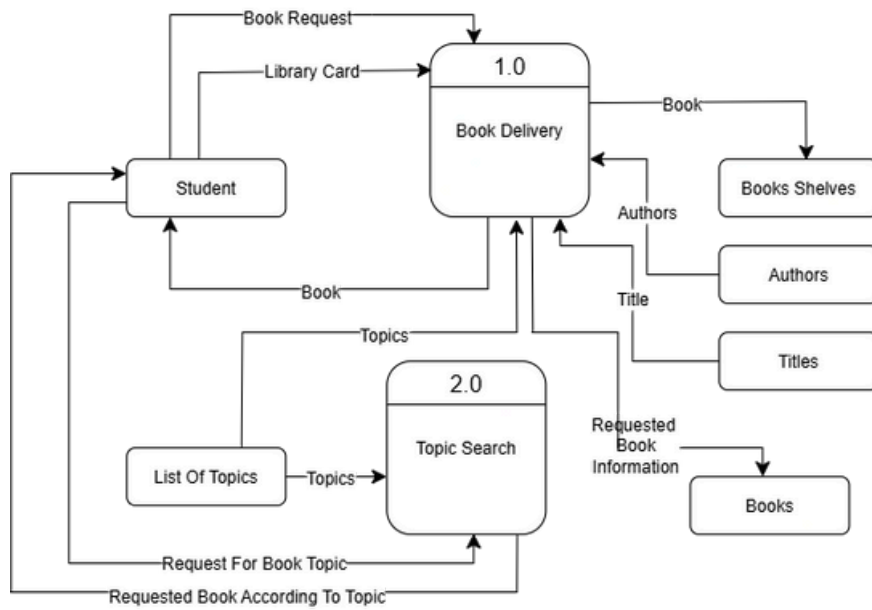 Book Request
Library Card
1.0
Book Delivery
Book
Student
Books Shelves
Authors
Authors
Book
Title
Topics
Titles
2.0
Topic Search
Requested
Book
Information
List Of Topics
Topics
Books
Request For Book Topic
Requested Book According To Topic